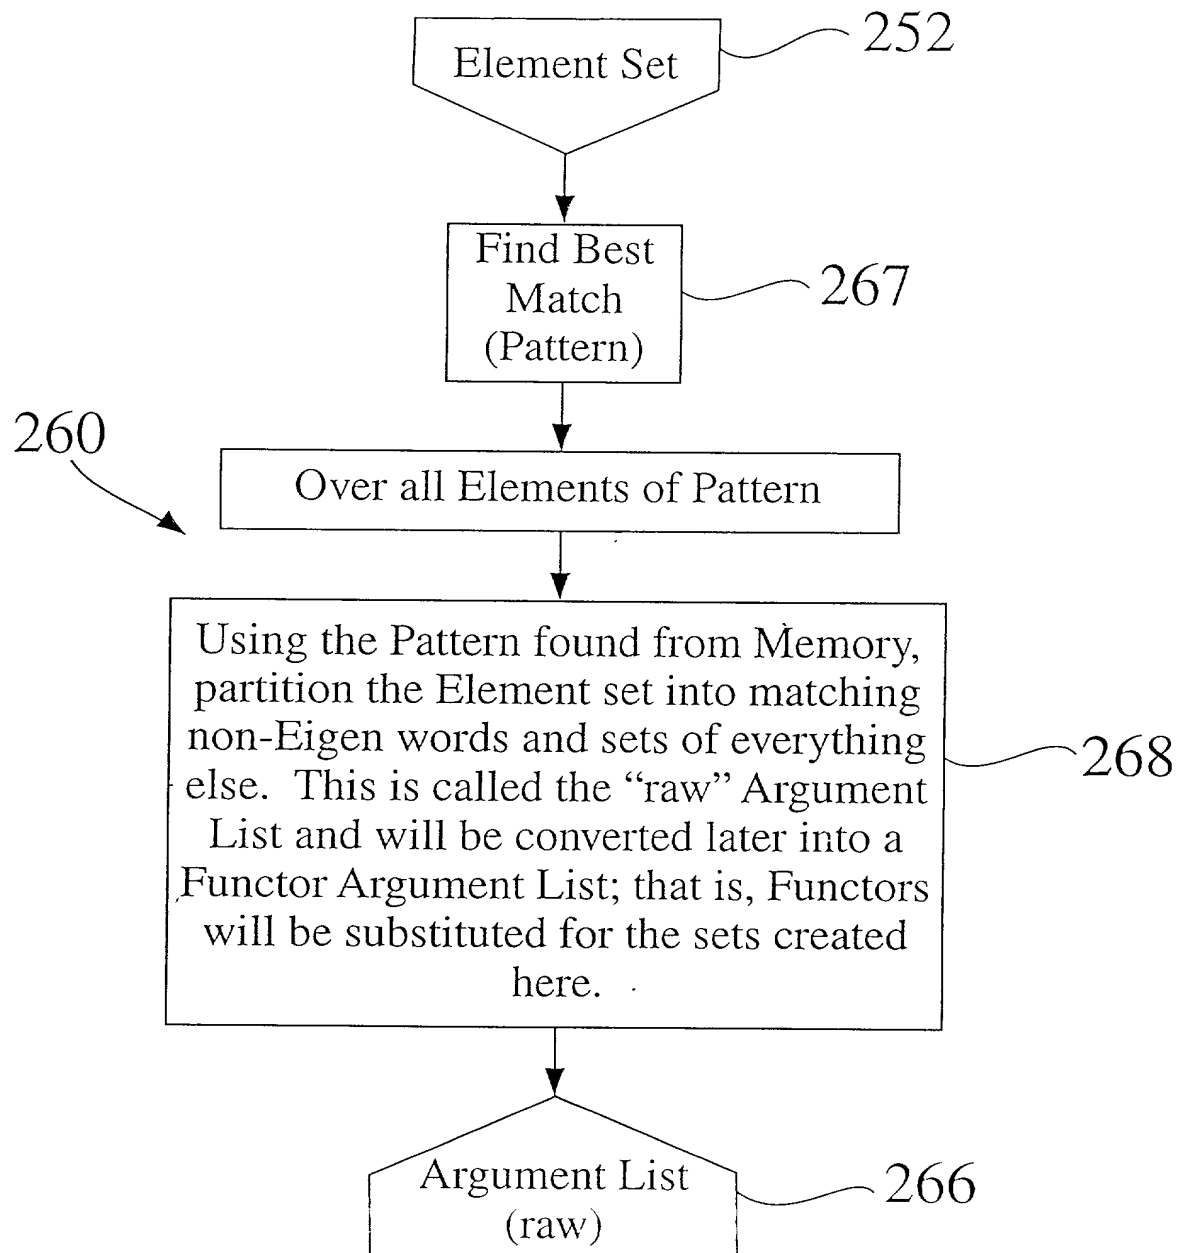 Element Set
252
Find Best
Match
(Pattern)
267
260
Over all Elements of Pattern
Using the Pattern found from Memory,
partition the Element set into matching
non-Eigen words and sets of everything
else. This is called the “raw” Argument
List and will be converted later into a
Functor Argument List; that is, Functors
will be substituted for the sets created
here.
268
Argument List
(raw)
266